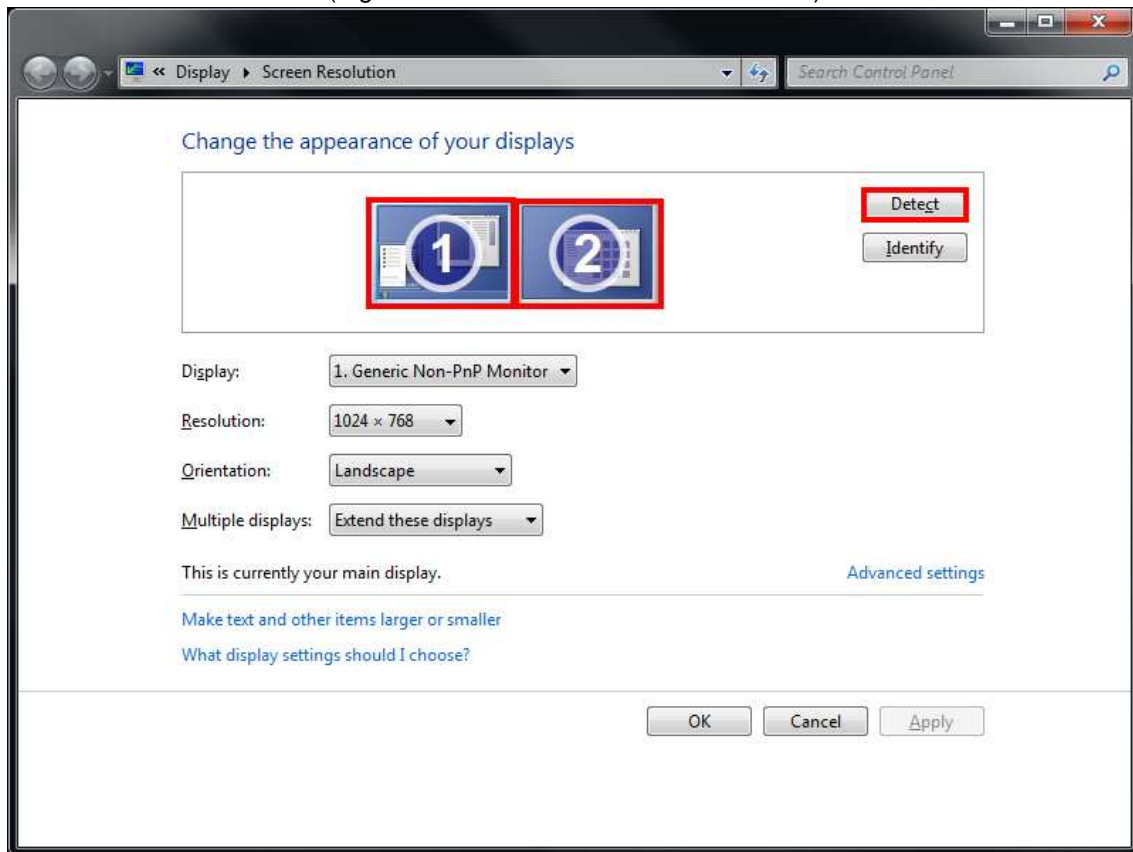 « Display ▸ Screen Resolution
Search Control Panel
Change the appearance of your displays
1
2
Detect
Identify
Display: 1. Generic Non-PnP Monitor
Resolution: 1024 × 768
Orientation: Landscape
Multiple displays: Extend these displays
This is currently your main display. Advanced settings
Make text and other items larger or smaller
What display settings should I choose?
OK Cancel Apply